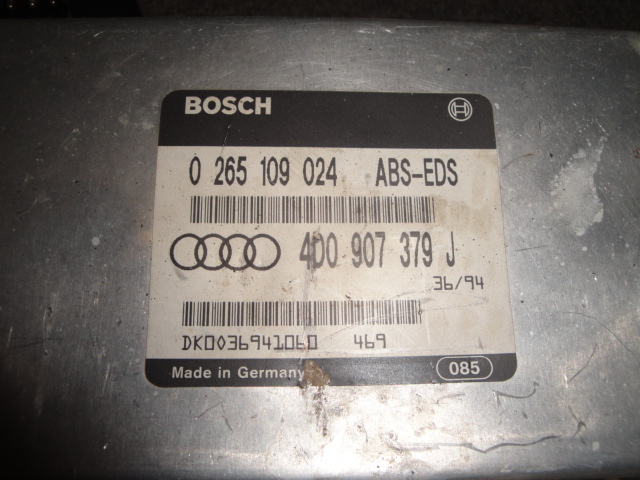 BOSCH
0 265 109 024 ABS-EDS
4D0 907 379 J
36/94
DK0036941060 469
Made in Germany 085